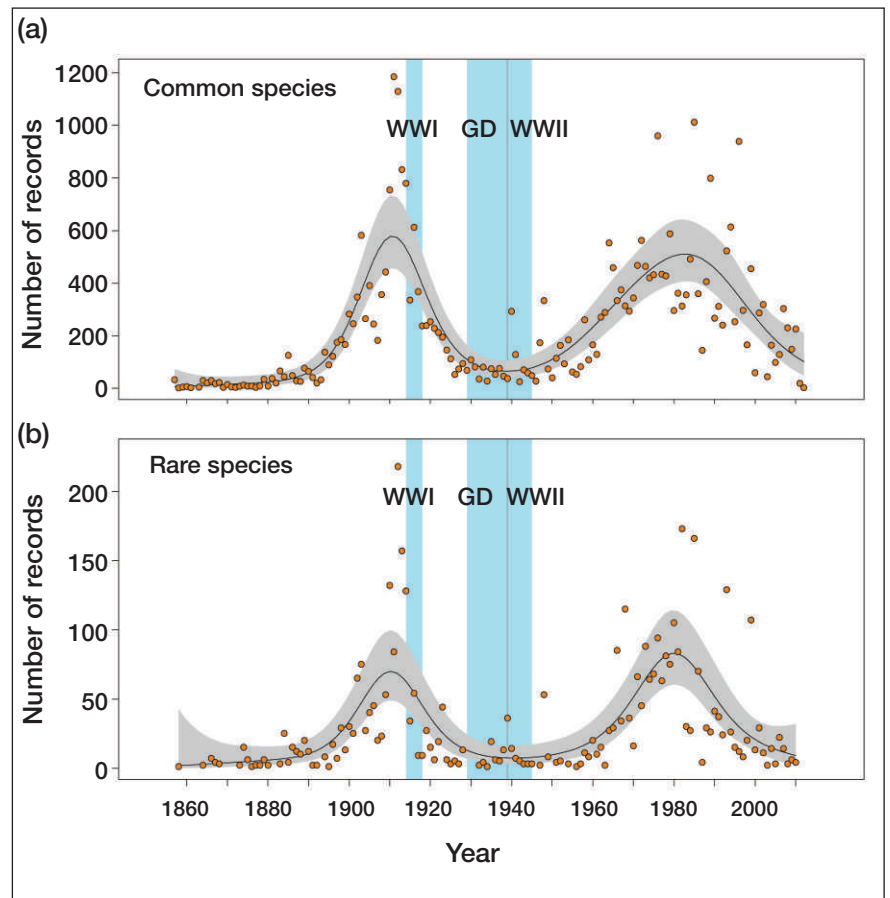 (a)
Common species
WWI GD WWII
1200
1000
800
600
400
200
0
Number of records
(b)
Rare species
WWI GD WWII
200
150
100
50
0
Number of records
1860 1880 1900 1920 1940 1960 1980 2000
Year